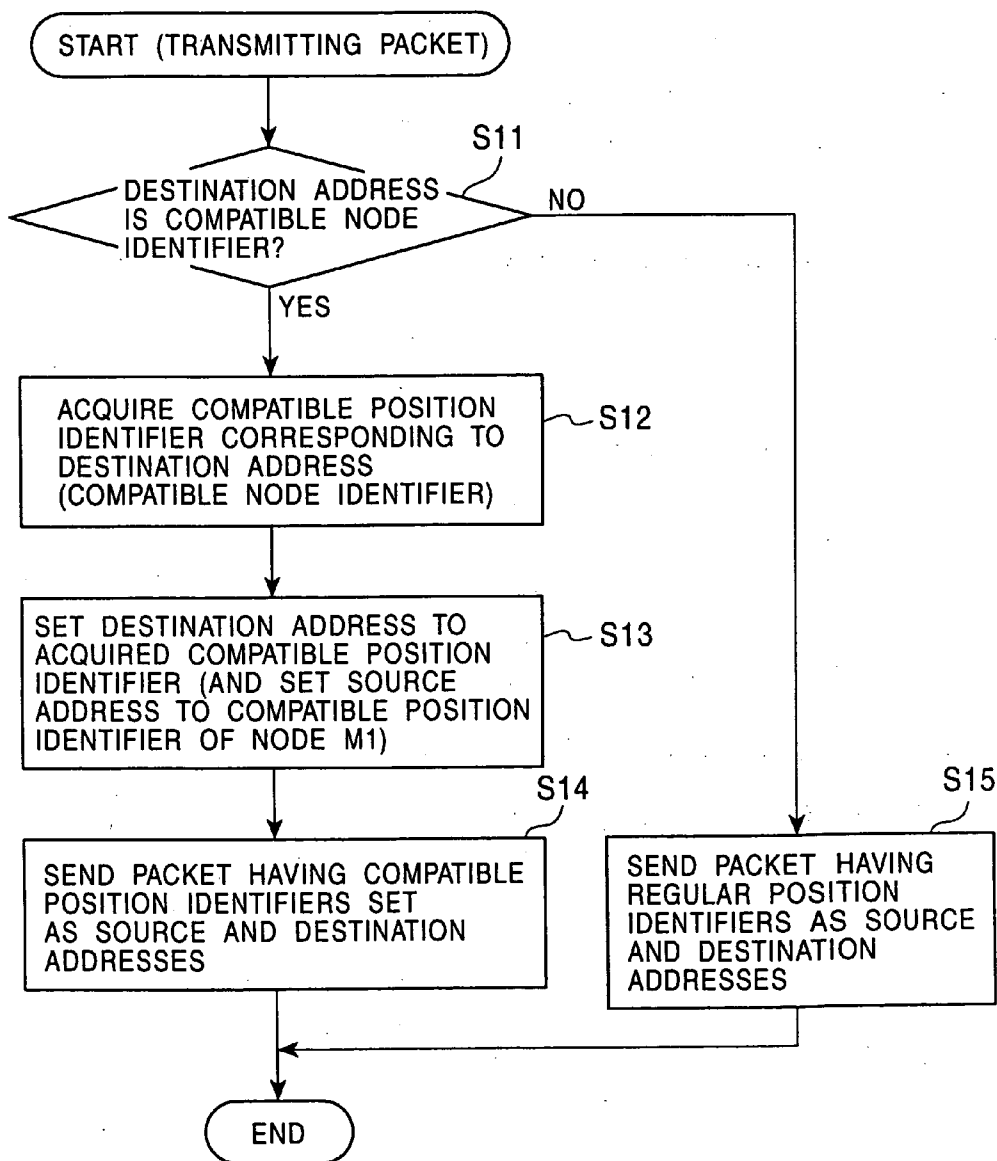 START (TRANSMITTING PACKET)
S11
DESTINATION ADDRESS
IS COMPATIBLE NODE
IDENTIFIER?
NO
YES
ACQUIRE COMPATIBLE POSITION
IDENTIFIER CORRESPONDING TO
DESTINATION ADDRESS
(COMPATIBLE NODE IDENTIFIER)
S12
SET DESTINATION ADDRESS TO
ACQUIRED COMPATIBLE POSITION
IDENTIFIER (AND SET SOURCE
ADDRESS TO COMPATIBLE POSITION
IDENTIFIER OF NODE M1)
S13
S14
SEND PACKET HAVING COMPATIBLE
POSITION IDENTIFIERS SET
AS SOURCE AND DESTINATION
ADDRESSES
S15
SEND PACKET HAVING
REGULAR POSITION
IDENTIFIERS AS SOURCE
AND DESTINATION
ADDRESSES
END